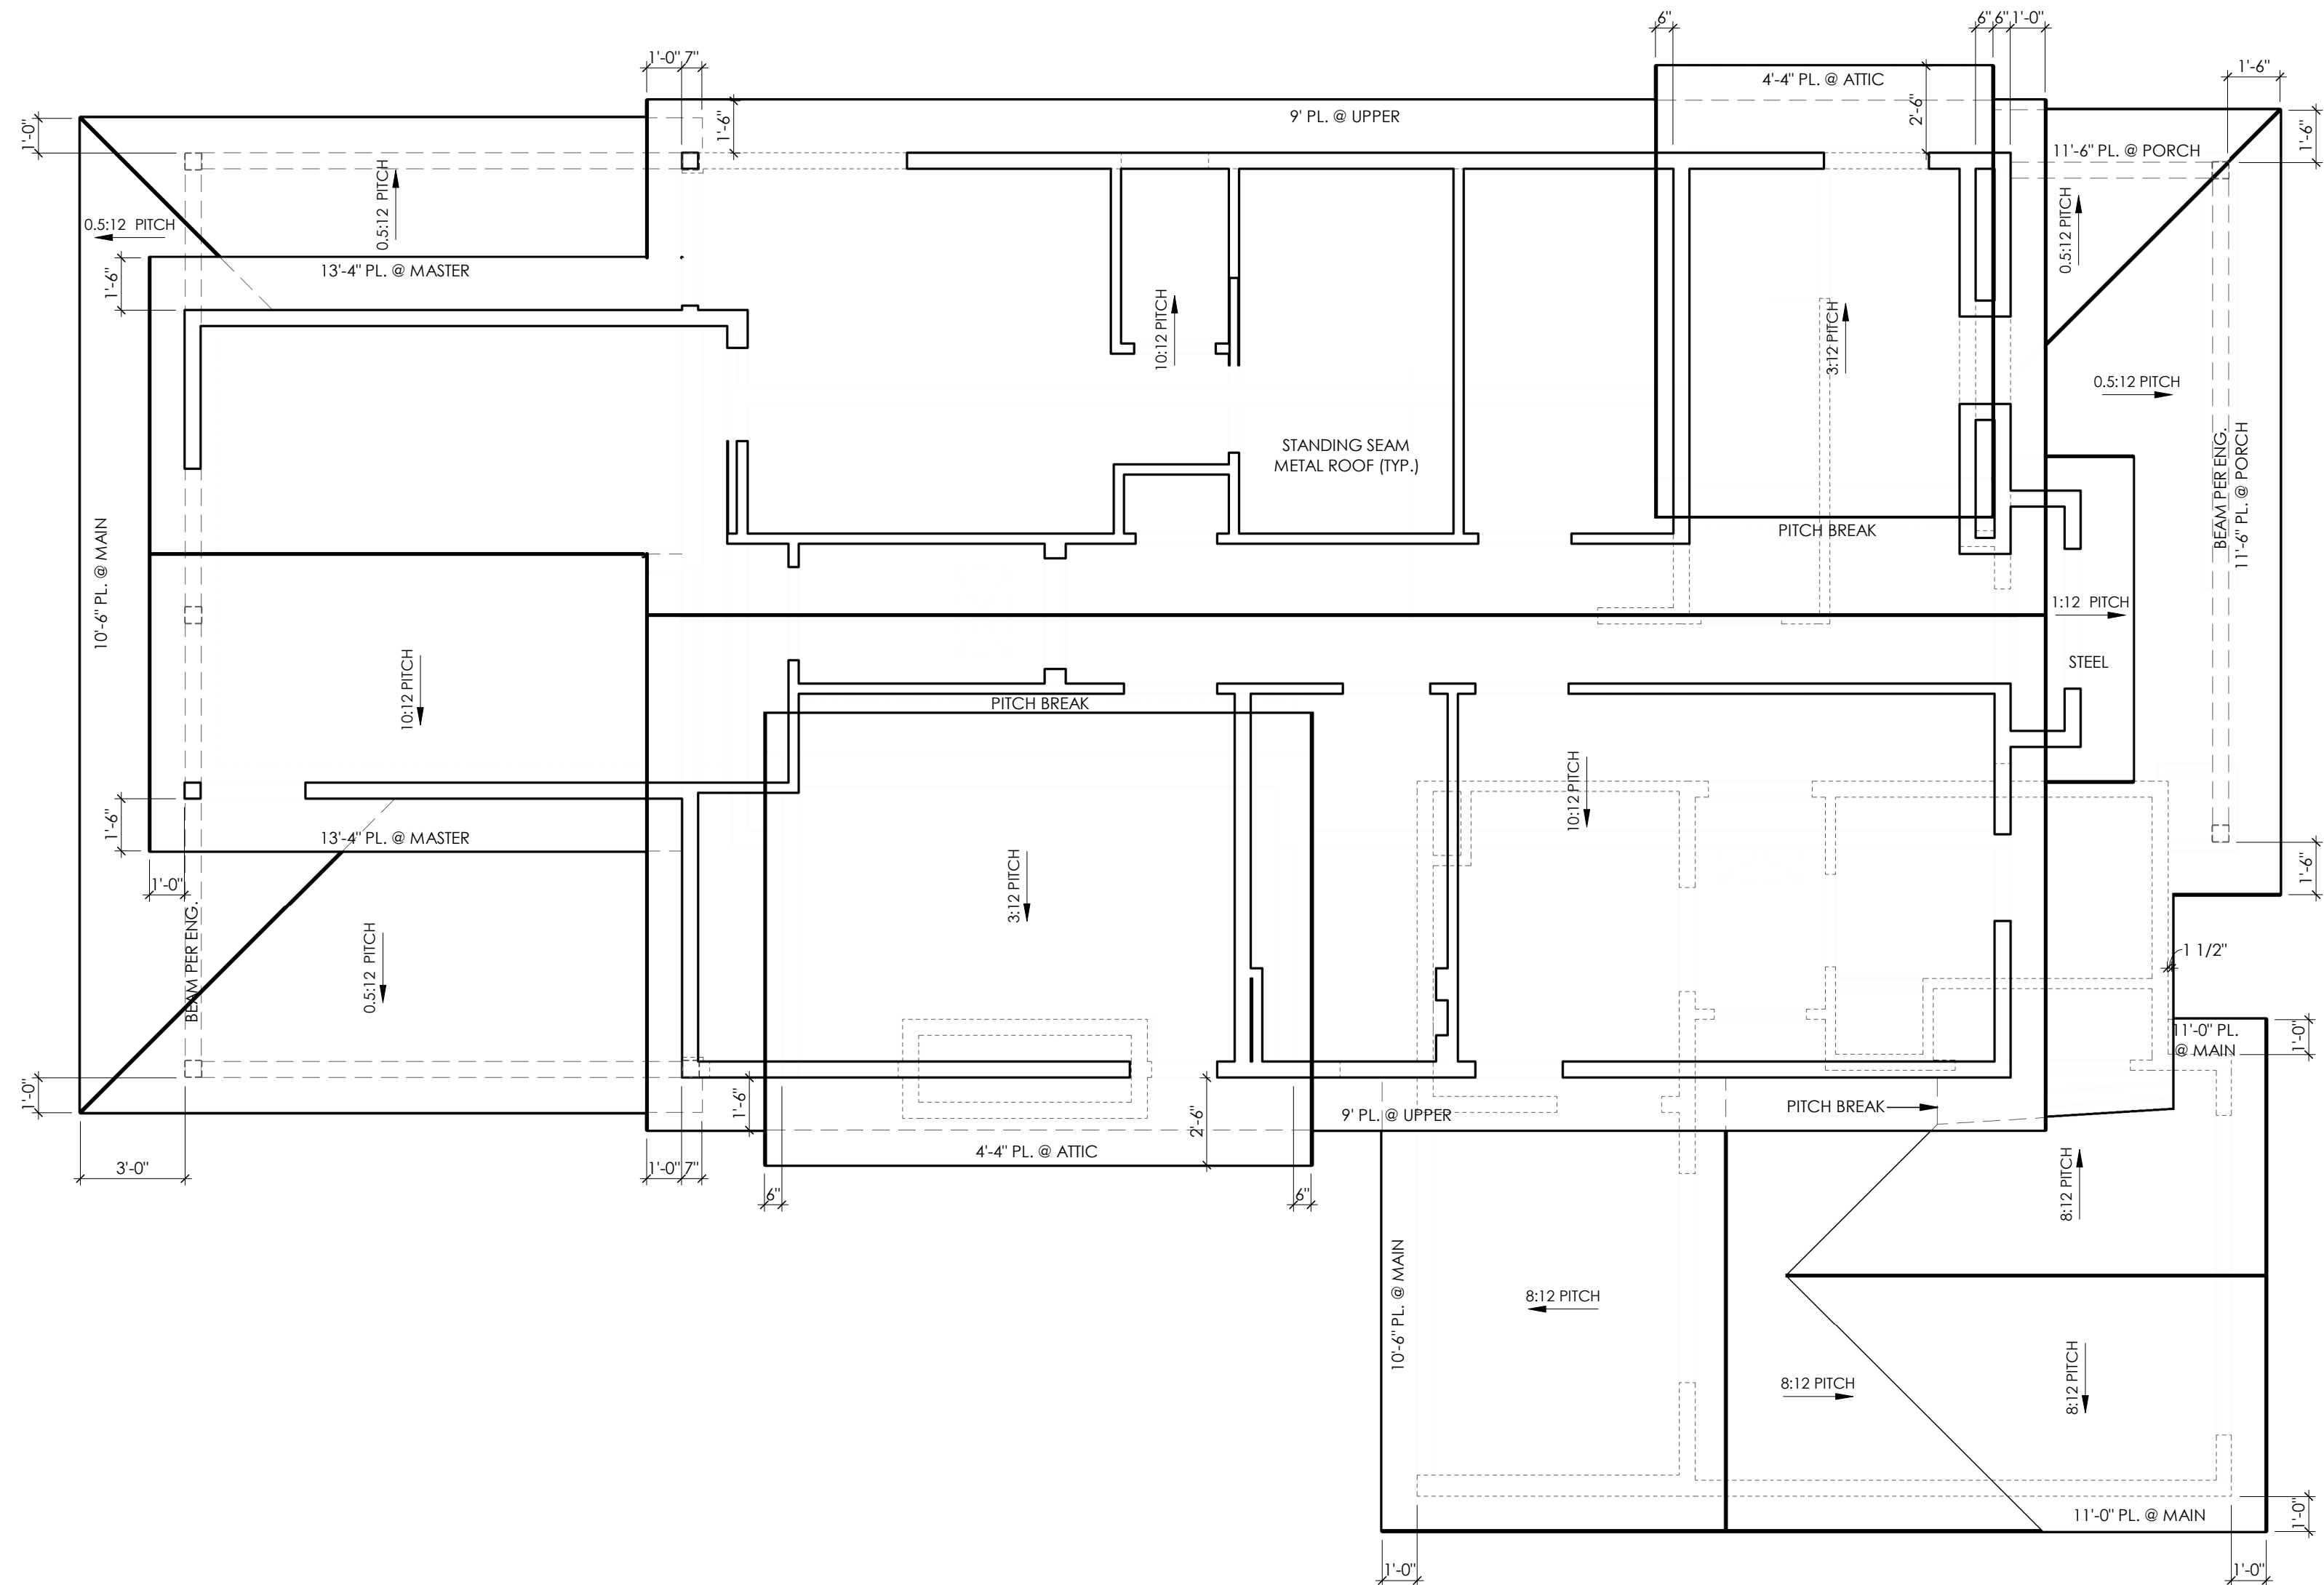 6"
6"
6"
1'-0"
1'-0"
7"
1'-6"
4'-4" PL. @ ATTIC
2'-6"
1'-6"
9' PL. @ UPPER
1'-6"
1'-0"
11'-6" PL. @ PORCH
0.5:12 PITCH
0.5:12 PITCH
0.5:12 PITCH
13'-4" PL. @ MASTER
1'-6"
10:12 PITCH
3:12 PITCH
0.5:12 PITCH
STANDING SEAM
METAL ROOF (TYP.)
BEAM PER ENG.
11'-6" PL. @ PORCH
PITCH BREAK
10'-6" PL. @ MAIN
1:12 PITCH
STEEL
10:12 PITCH
PITCH BREAK
10:12 PITCH
1'-6"
13'-4" PL. @ MASTER
1'-6"
1'-0"
3:12 PITCH
BEAM PER ENG.
0.5:12 PITCH
1 1/2"
11'-0" PL.
@ MAIN
1'-0"
1'-0"
1'-6"
2'-6"
9' PL. @ UPPER
PITCH BREAK
4'-4" PL. @ ATTIC
3'-0"
1'-0"
7"
6"
6"
8:12 PITCH
10'-6" PL. @ MAIN
8:12 PITCH
8:12 PITCH
8:12 PITCH
11'-0" PL. @ MAIN
1'-0"
1'-0"
1'-0"